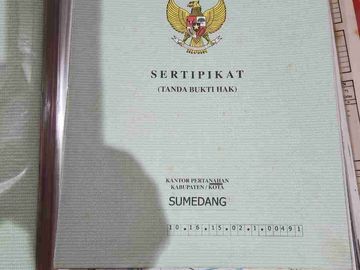 SERTIPIKAT
(TANDA BUKTI HAK)
KANTOR PERTANAHAN
KABUPATEN / KOTA
SUMEDANG
10.16.15.02.1.00491